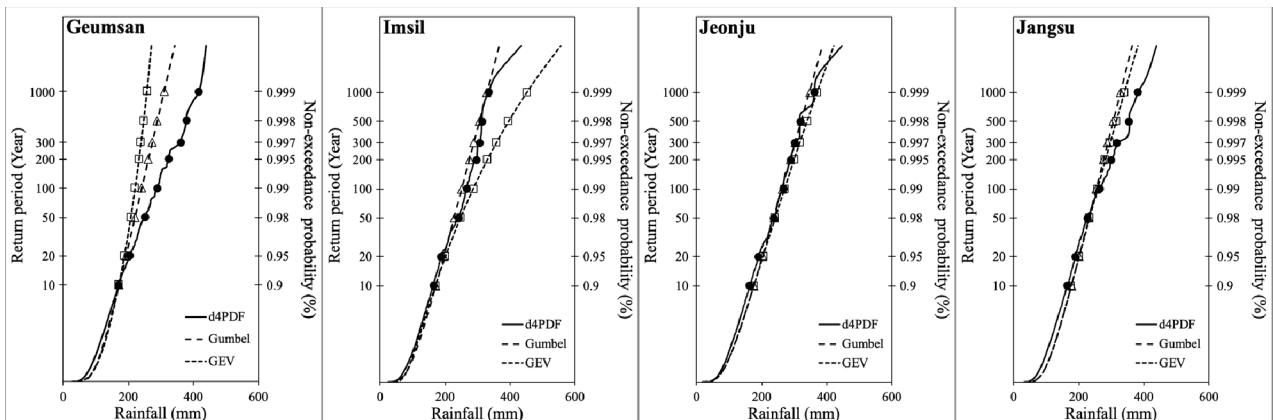 Geumsan
Return period (Year)
1000
500
300
200
100
50
20
10
0.999
0.998
0.997
0.995
0.99
0.98
0.95
0.9
Non-exceedance probability (%)
d4PDF
Gumbel
GEV
0
200
400
600
Rainfall (mm)
Imsil
Return period (Year)
1000
500
300
200
100
50
20
10
0.999
0.998
0.997
0.995
0.99
0.98
0.95
0.9
Non-exceedance probability (%)
d4PDF
Gumbel
GEV
0
200
400
600
Rainfall (mm)
Jeonju
Return period (Year)
1000
500
300
200
100
50
20
10
0.999
0.998
0.997
0.995
0.99
0.98
0.95
0.9
Non-exceedance probability (%)
d4PDF
Gumbel
GEV
0
200
400
600
Rainfall (mm)
Jangsu
Return period (Year)
1000
500
300
200
100
50
20
10
0.999
0.998
0.997
0.995
0.99
0.98
0.95
0.9
Non-exceedance probability (%)
d4PDF
Gumbel
GEV
0
200
400
600
Rainfall (mm)